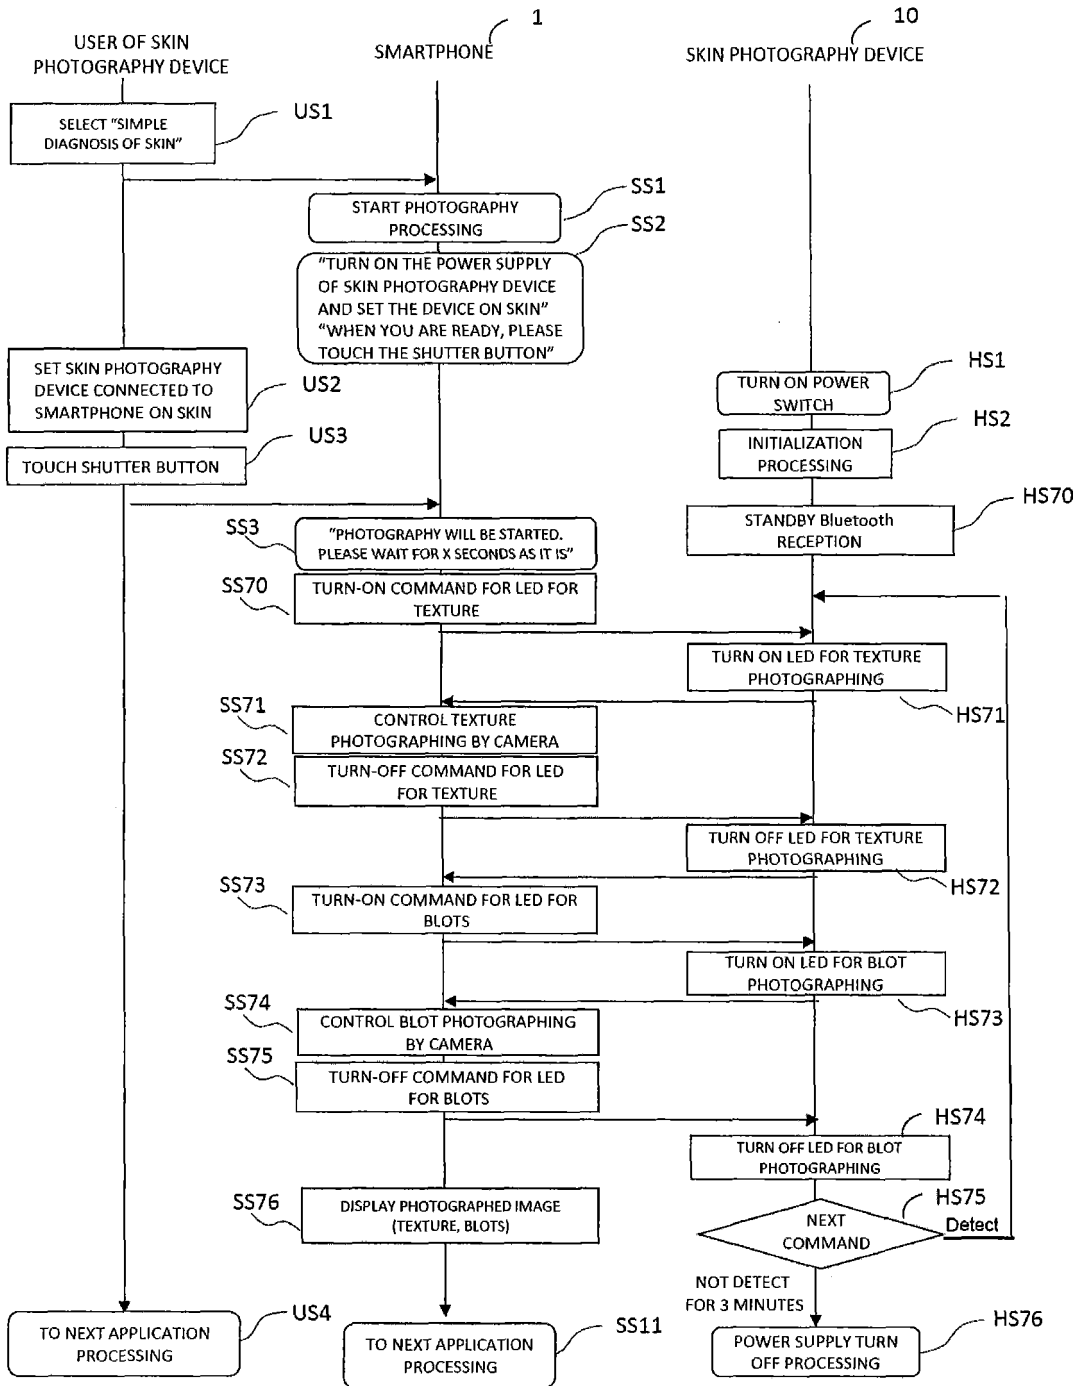 1
10
USER OF SKIN
PHOTOGRAPHY DEVICE
SMARTPHONE
SKIN PHOTOGRAPHY DEVICE
SELECT "SIMPLE
DIAGNOSIS OF SKIN"
US1
START PHOTOGRAPHY
PROCESSING
SS1
SS2
"TURN ON THE POWER SUPPLY
OF SKIN PHOTOGRAPHY DEVICE
AND SET THE DEVICE ON SKIN"
"WHEN YOU ARE READY, PLEASE
TOUCH THE SHUTTER BUTTON"
SET SKIN PHOTOGRAPHY
DEVICE CONNECTED TO
SMARTPHONE ON SKIN
US2
TURN ON POWER
SWITCH
HS1
INITIALIZATION
PROCESSING
HS2
TOUCH SHUTTER BUTTON
US3
STANDBY Bluetooth
RECEPTION
HS70
SS3
"PHOTOGRAPHY WILL BE STARTED.
PLEASE WAIT FOR X SECONDS AS IT IS"
SS70
TURN-ON COMMAND FOR LED FOR
TEXTURE
TURN ON LED FOR TEXTURE
PHOTOGRAPHING
HS71
SS71
CONTROL TEXTURE
PHOTOGRAPHING BY CAMERA
SS72
TURN-OFF COMMAND FOR LED
FOR TEXTURE
TURN OFF LED FOR TEXTURE
PHOTOGRAPHING
HS72
SS73
TURN-ON COMMAND FOR LED FOR
BLOTS
TURN ON LED FOR BLOT
PHOTOGRAPHING
HS73
SS74
CONTROL BLOT PHOTOGRAPHING
BY CAMERA
SS75
TURN-OFF COMMAND FOR LED
FOR BLOTS
HS74
TURN OFF LED FOR BLOT
PHOTOGRAPHING
SS76
DISPLAY PHOTOGRAPHED IMAGE
(TEXTURE, BLOTS)
HS75
NEXT
COMMAND
Detect
NOT DETECT
FOR 3 MINUTES
US4
TO NEXT APPLICATION
PROCESSING
SS11
TO NEXT APPLICATION
PROCESSING
HS76
POWER SUPPLY TURN
OFF PROCESSING